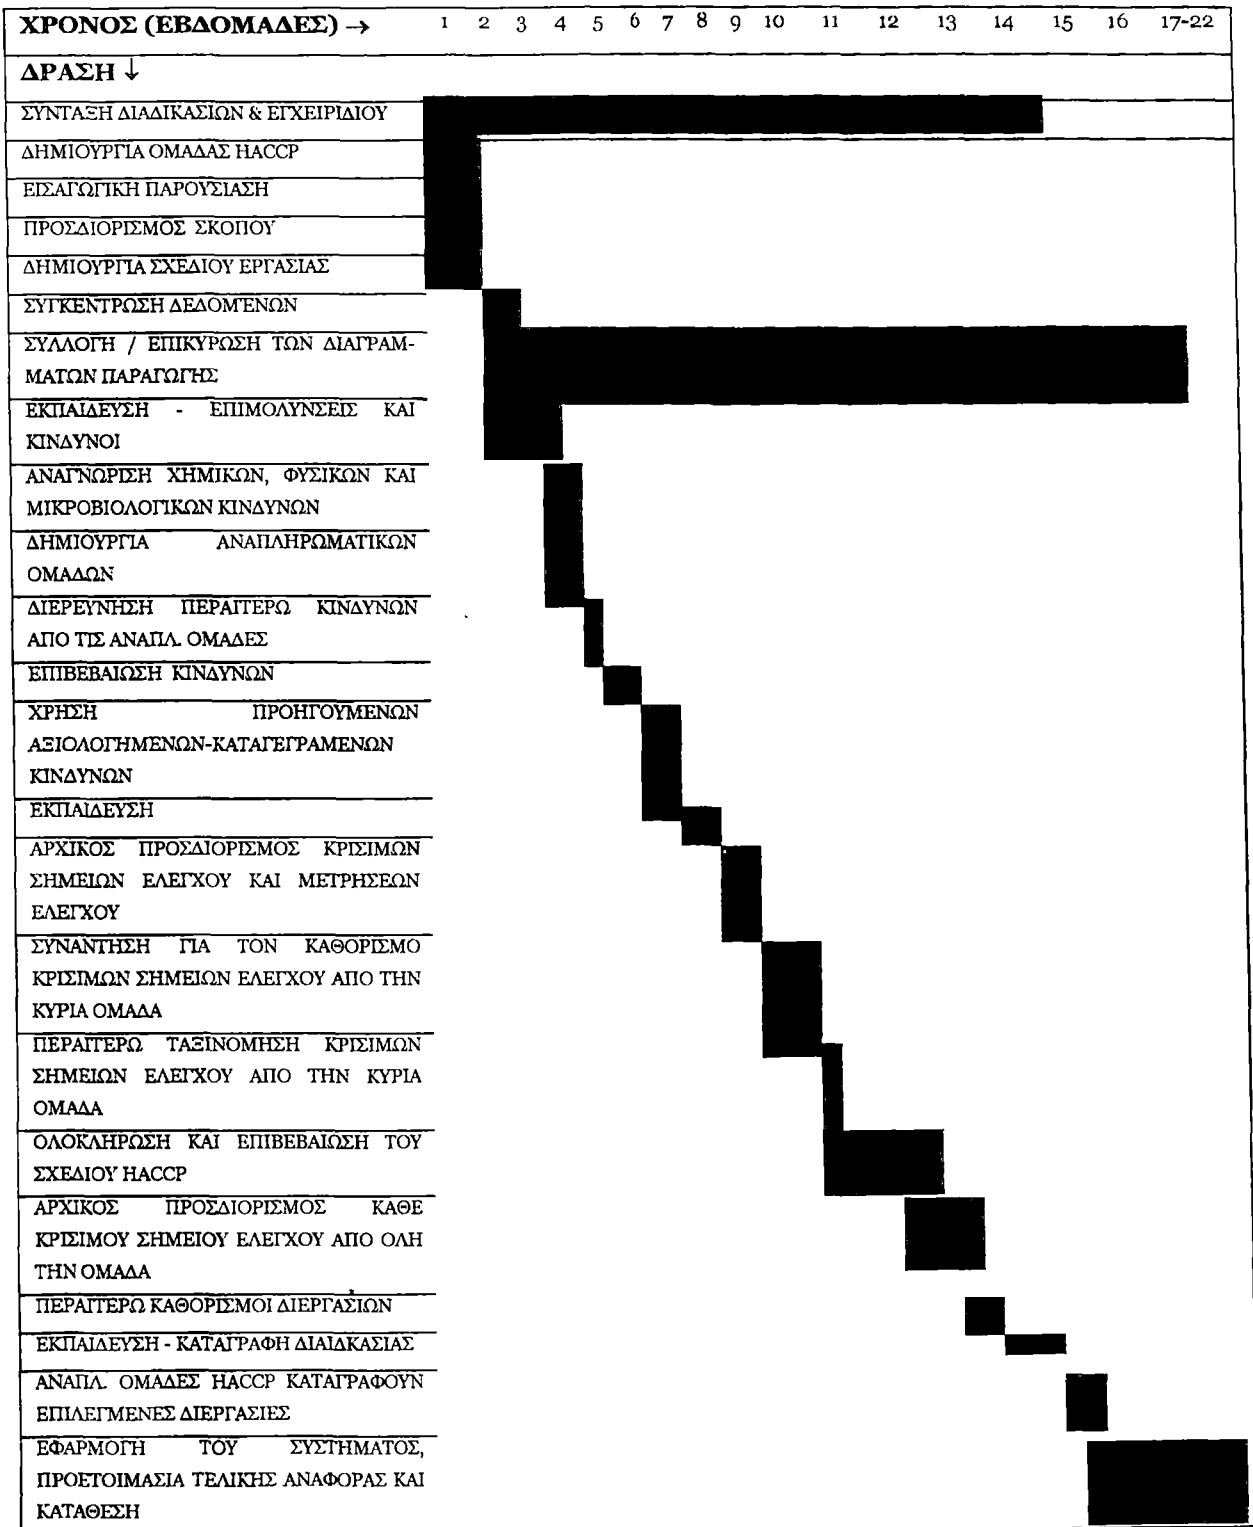 ΧΡΟΝΟΣ (ΕΒΔΟΜΑΔΕΣ) → 1 2 3 4 5 6 7 8 9 10 11 12 13 14 15 16 17-22
ΔΡΑΣΗ ↓
ΣΥΝΤΑΞΗ ΔΙΑΔΙΚΑΣΙΩΝ & ΕΓΧΕΙΡΙΔΙΟΥ
ΔΗΜΙΟΥΡΓΙΑ ΟΜΑΔΑΣ HACCP
ΕΙΣΑΓΩΓΙΚΗ ΠΑΡΟΥΣΙΑΣΗ
ΠΡΟΣΔΙΟΡΙΣΜΟΣ ΣΚΟΠΟΥ
ΔΗΜΙΟΥΡΓΙΑ ΣΧΕΔΙΟΥ ΕΡΓΑΣΙΑΣ
ΣΥΓΚΕΝΤΡΩΣΗ ΔΕΔΟΜΕΝΩΝ
ΣΥΛΛΟΓΗ / ΕΠΙΚΥΡΩΣΗ ΤΩΝ ΔΙΑΓΡΑΜ-
ΜΑΤΩΝ ΠΑΡΑΓΩΓΗΣ
ΕΚΠΑΙΔΕΥΣΗ - ΕΠΙΜΟΛΥΝΣΕΙΣ ΚΑΙ
ΚΙΝΔΥΝΟΙ
ΑΝΑΓΝΩΡΙΣΗ ΧΗΜΙΚΩΝ, ΦΥΣΙΚΩΝ ΚΑΙ
ΜΙΚΡΟΒΙΟΛΟΓΙΚΩΝ ΚΙΝΔΥΝΩΝ
ΔΗΜΙΟΥΡΓΙΑ ΑΝΑΠΛΗΡΩΜΑΤΙΚΩΝ
ΟΜΑΔΩΝ
ΔΙΕΡΕΥΝΗΣΗ ΠΕΡΑΙΤΕΡΩ ΚΙΝΔΥΝΩΝ
ΑΠΟ ΤΙΣ ΑΝΑΠΛ. ΟΜΑΔΕΣ
ΕΠΙΒΕΒΑΙΩΣΗ ΚΙΝΔΥΝΩΝ
ΧΡΗΣΗ ΠΡΟΗΓΟΥΜΕΝΩΝ
ΑΞΙΟΛΟΓΗΜΕΝΩΝ-ΚΑΤΑΓΕΓΡΑΜΕΝΩΝ
ΚΙΝΔΥΝΩΝ
ΕΚΠΑΙΔΕΥΣΗ
ΑΡΧΙΚΟΣ ΠΡΟΣΔΙΟΡΙΣΜΟΣ ΚΡΙΣΙΜΩΝ
ΣΗΜΕΙΩΝ ΕΛΕΓΧΟΥ ΚΑΙ ΜΕΤΡΗΣΕΩΝ
ΕΛΕΓΧΟΥ
ΣΥΝΑΝΤΗΣΗ ΓΙΑ ΤΟΝ ΚΑΘΟΡΙΣΜΟ
ΚΡΙΣΙΜΩΝ ΣΗΜΕΙΩΝ ΕΛΕΓΧΟΥ ΑΠΟ ΤΗΝ
ΚΥΡΙΑ ΟΜΑΔΑ
ΠΕΡΑΙΤΕΡΩ ΤΑΞΙΝΟΜΗΣΗ ΚΡΙΣΙΜΩΝ
ΣΗΜΕΙΩΝ ΕΛΕΓΧΟΥ ΑΠΟ ΤΗΝ ΚΥΡΙΑ
ΟΜΑΔΑ
ΟΛΟΚΛΗΡΩΣΗ ΚΑΙ ΕΠΙΒΕΒΑΙΩΣΗ ΤΟΥ
ΣΧΕΔΙΟΥ HACCP
ΑΡΧΙΚΟΣ ΠΡΟΣΔΙΟΡΙΣΜΟΣ ΚΑΘΕ
ΚΡΙΣΙΜΟΥ ΣΗΜΕΙΟΥ ΕΛΕΓΧΟΥ ΑΠΟ ΟΛΗ
ΤΗΝ ΟΜΑΔΑ
ΠΕΡΑΙΤΕΡΩ ΚΑΘΟΡΙΣΜΟΙ ΔΙΕΡΓΑΣΙΩΝ
ΕΚΠΑΙΔΕΥΣΗ - ΚΑΤΑΓΡΑΦΗ ΔΙΑΙΔΚΑΣΙΑΣ
ΑΝΑΠΛ. ΟΜΑΔΕΣ HACCP ΚΑΤΑΓΡΑΦΟΥΝ
ΕΠΙΛΕΓΜΕΝΕΣ ΔΙΕΡΓΑΣΙΕΣ
ΕΦΑΡΜΟΓΗ ΤΟΥ ΣΥΣΤΗΜΑΤΟΣ,
ΠΡΟΕΤΟΙΜΑΣΙΑ ΤΕΛΙΚΗΣ ΑΝΑΦΟΡΑΣ ΚΑΙ
ΚΑΤΑΘΕΣΗ